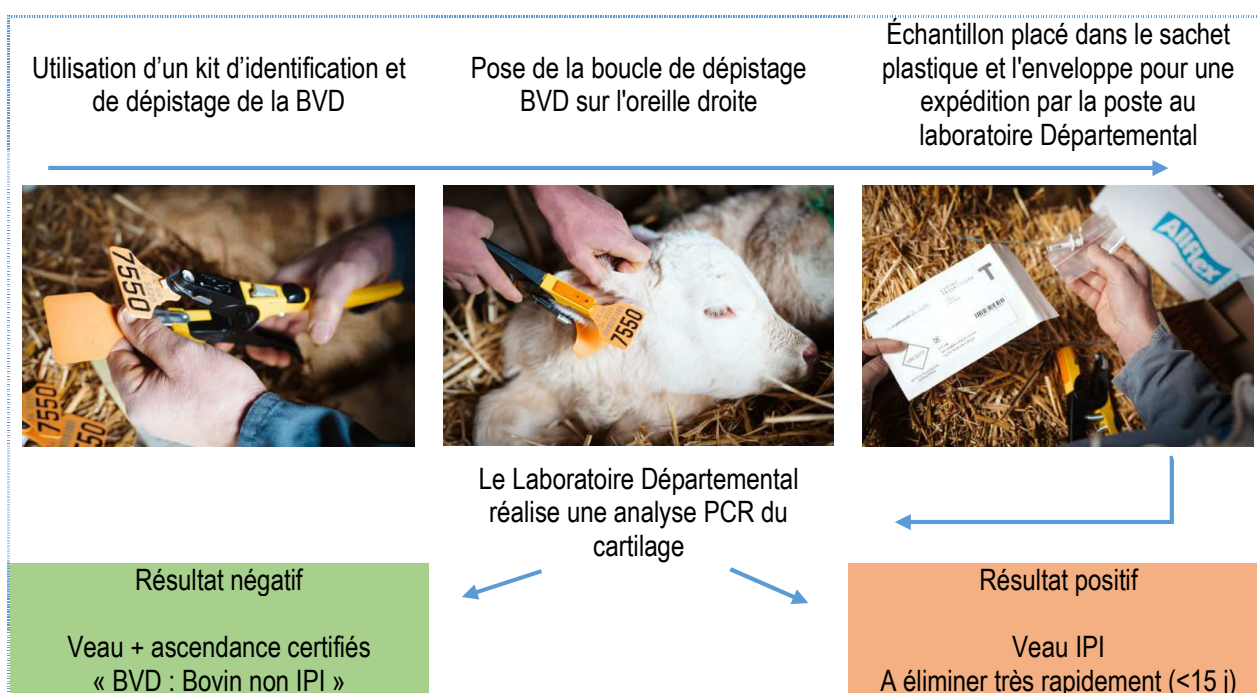 Utilisation d’un kit d’identification et
de dépistage de la BVD
Pose de la boucle de dépistage
BVD sur l'oreille droite
Échantillon placé dans le sachet
plastique et l'enveloppe pour une
expédition par la poste au
laboratoire Départemental
7550
7550
50
7550
Allflex
T
Le Laboratoire Départemental
réalise une analyse PCR du
cartilage
Résultat négatif
Veau + ascendance certifiés
« BVD : Bovin non IPI »
Résultat positif
Veau IPI
A éliminer très rapidement (<15 j)